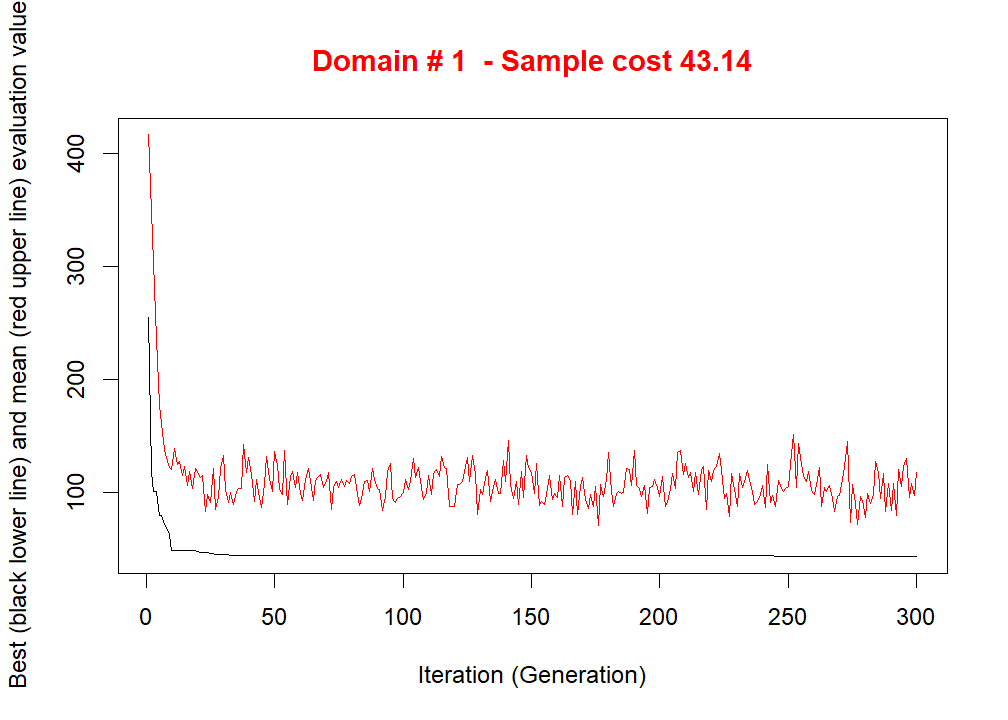 Domain # 1  - Sample cost 43.14
Best (black lower line) and mean (red upper line) evaluation value
400
300
200
100
0 50 100 150 200 250 300
Iteration (Generation)